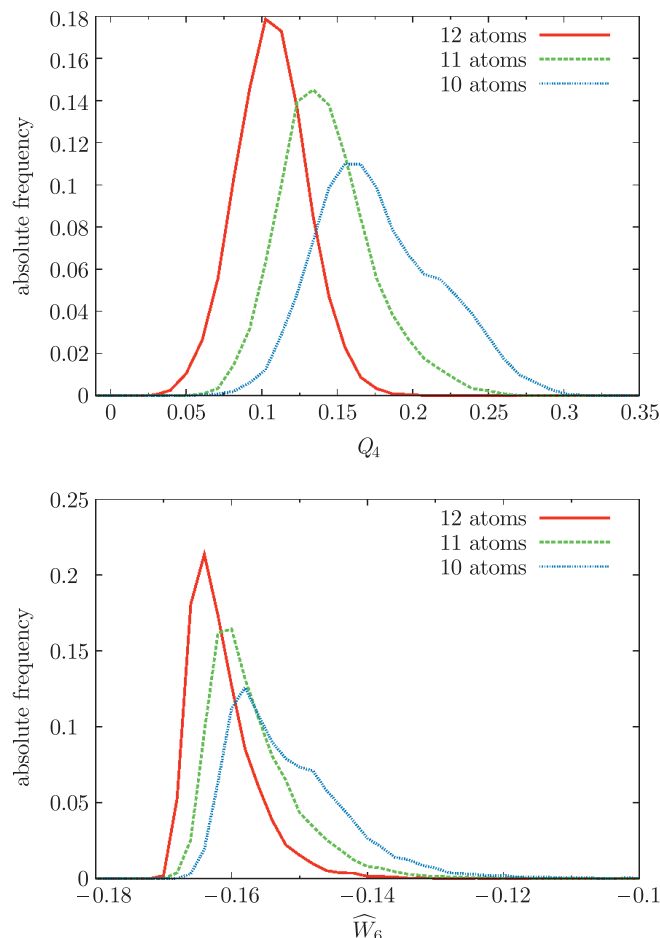 0.18
0.16
0.14
0.12
0.1
0.08
0.06
0.04
0.02
0
absolute frequency
12 atoms
11 atoms
10 atoms
0 0.05 0.1 0.15 0.2 0.25 0.3 0.35
Q₄
0.25
0.2
0.15
0.1
0.05
0
absolute frequency
12 atoms
11 atoms
10 atoms
−0.18 −0.16 −0.14 −0.12 −0.1
Ŵ₆